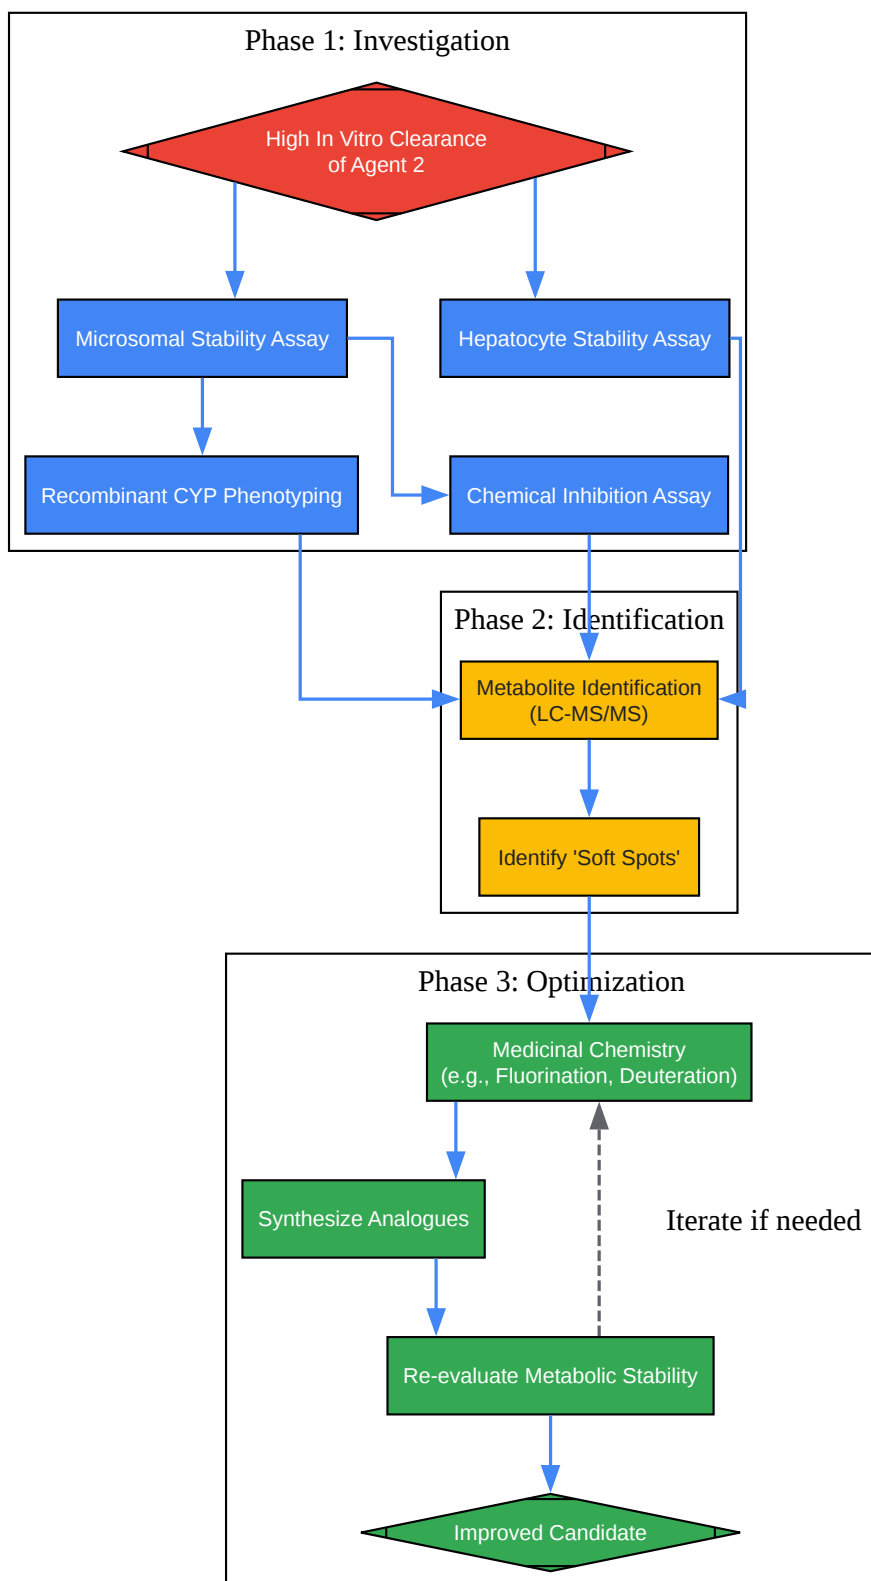 Phase 1: Investigation
High In Vitro Clearance
of Agent 2
Microsomal Stability Assay
Hepatocyte Stability Assay
Recombinant CYP Phenotyping
Chemical Inhibition Assay
Phase 2: Identification
Metabolite Identification
(LC-MS/MS)
Identify 'Soft Spots'
Phase 3: Optimization
Medicinal Chemistry
(e.g., Fluorination, Deuteration)
Synthesize Analogues
Iterate if needed
Re-evaluate Metabolic Stability
Improved Candidate